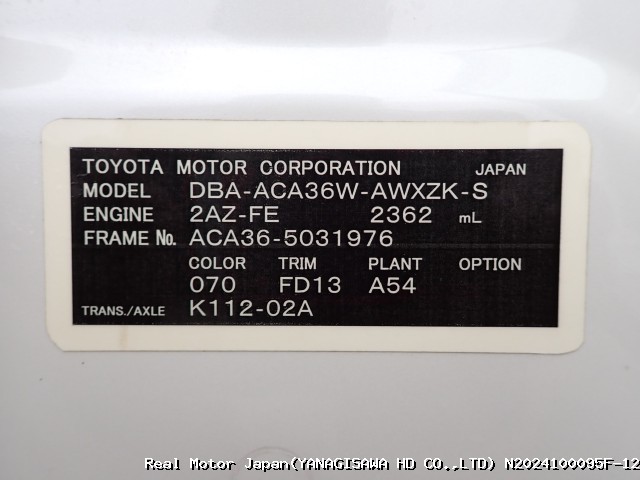 TOYOTA MOTOR CORPORATION JAPAN
MODEL DBA-ACA36W-AWXZK-S
ENGINE 2AZ-FE 2362 mL
FRAME No. ACA36-5031976
COLOR TRIM PLANT OPTION
070 FD13 A54
TRANS./AXLE K112-02A
Real Motor Japan(YANAGISAWA HD CO.,LTD) N2024100095F-12